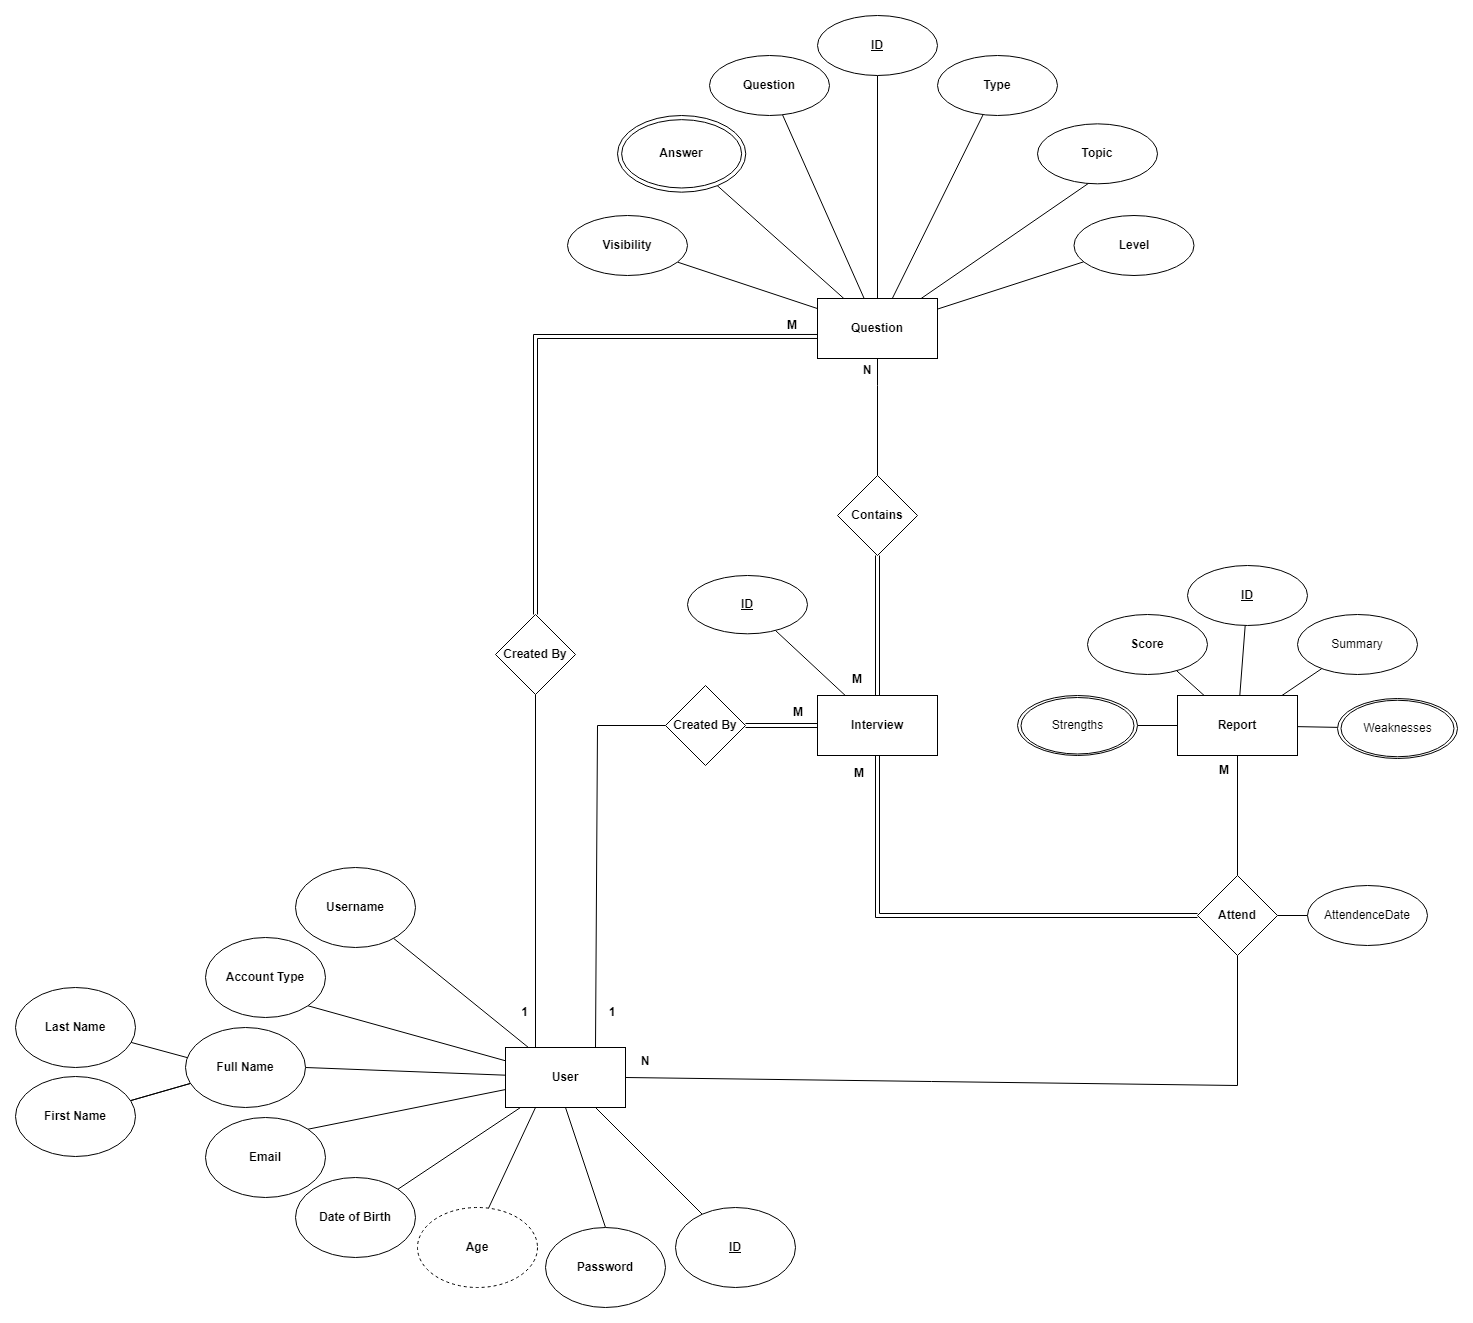 ID
Question
Type
Answer
Topic
Visibility
Level
M
Question
N
Contains
ID
ID
Created By
Score
Summary
M
Strengths
M
Created By
Interview
Report
Weaknesses
M
M
Username
Attend
AttendenceDate
Account Type
1
1
Last Name
Full Name
N
User
First Name
Email
Date of Birth
Age
Password
ID